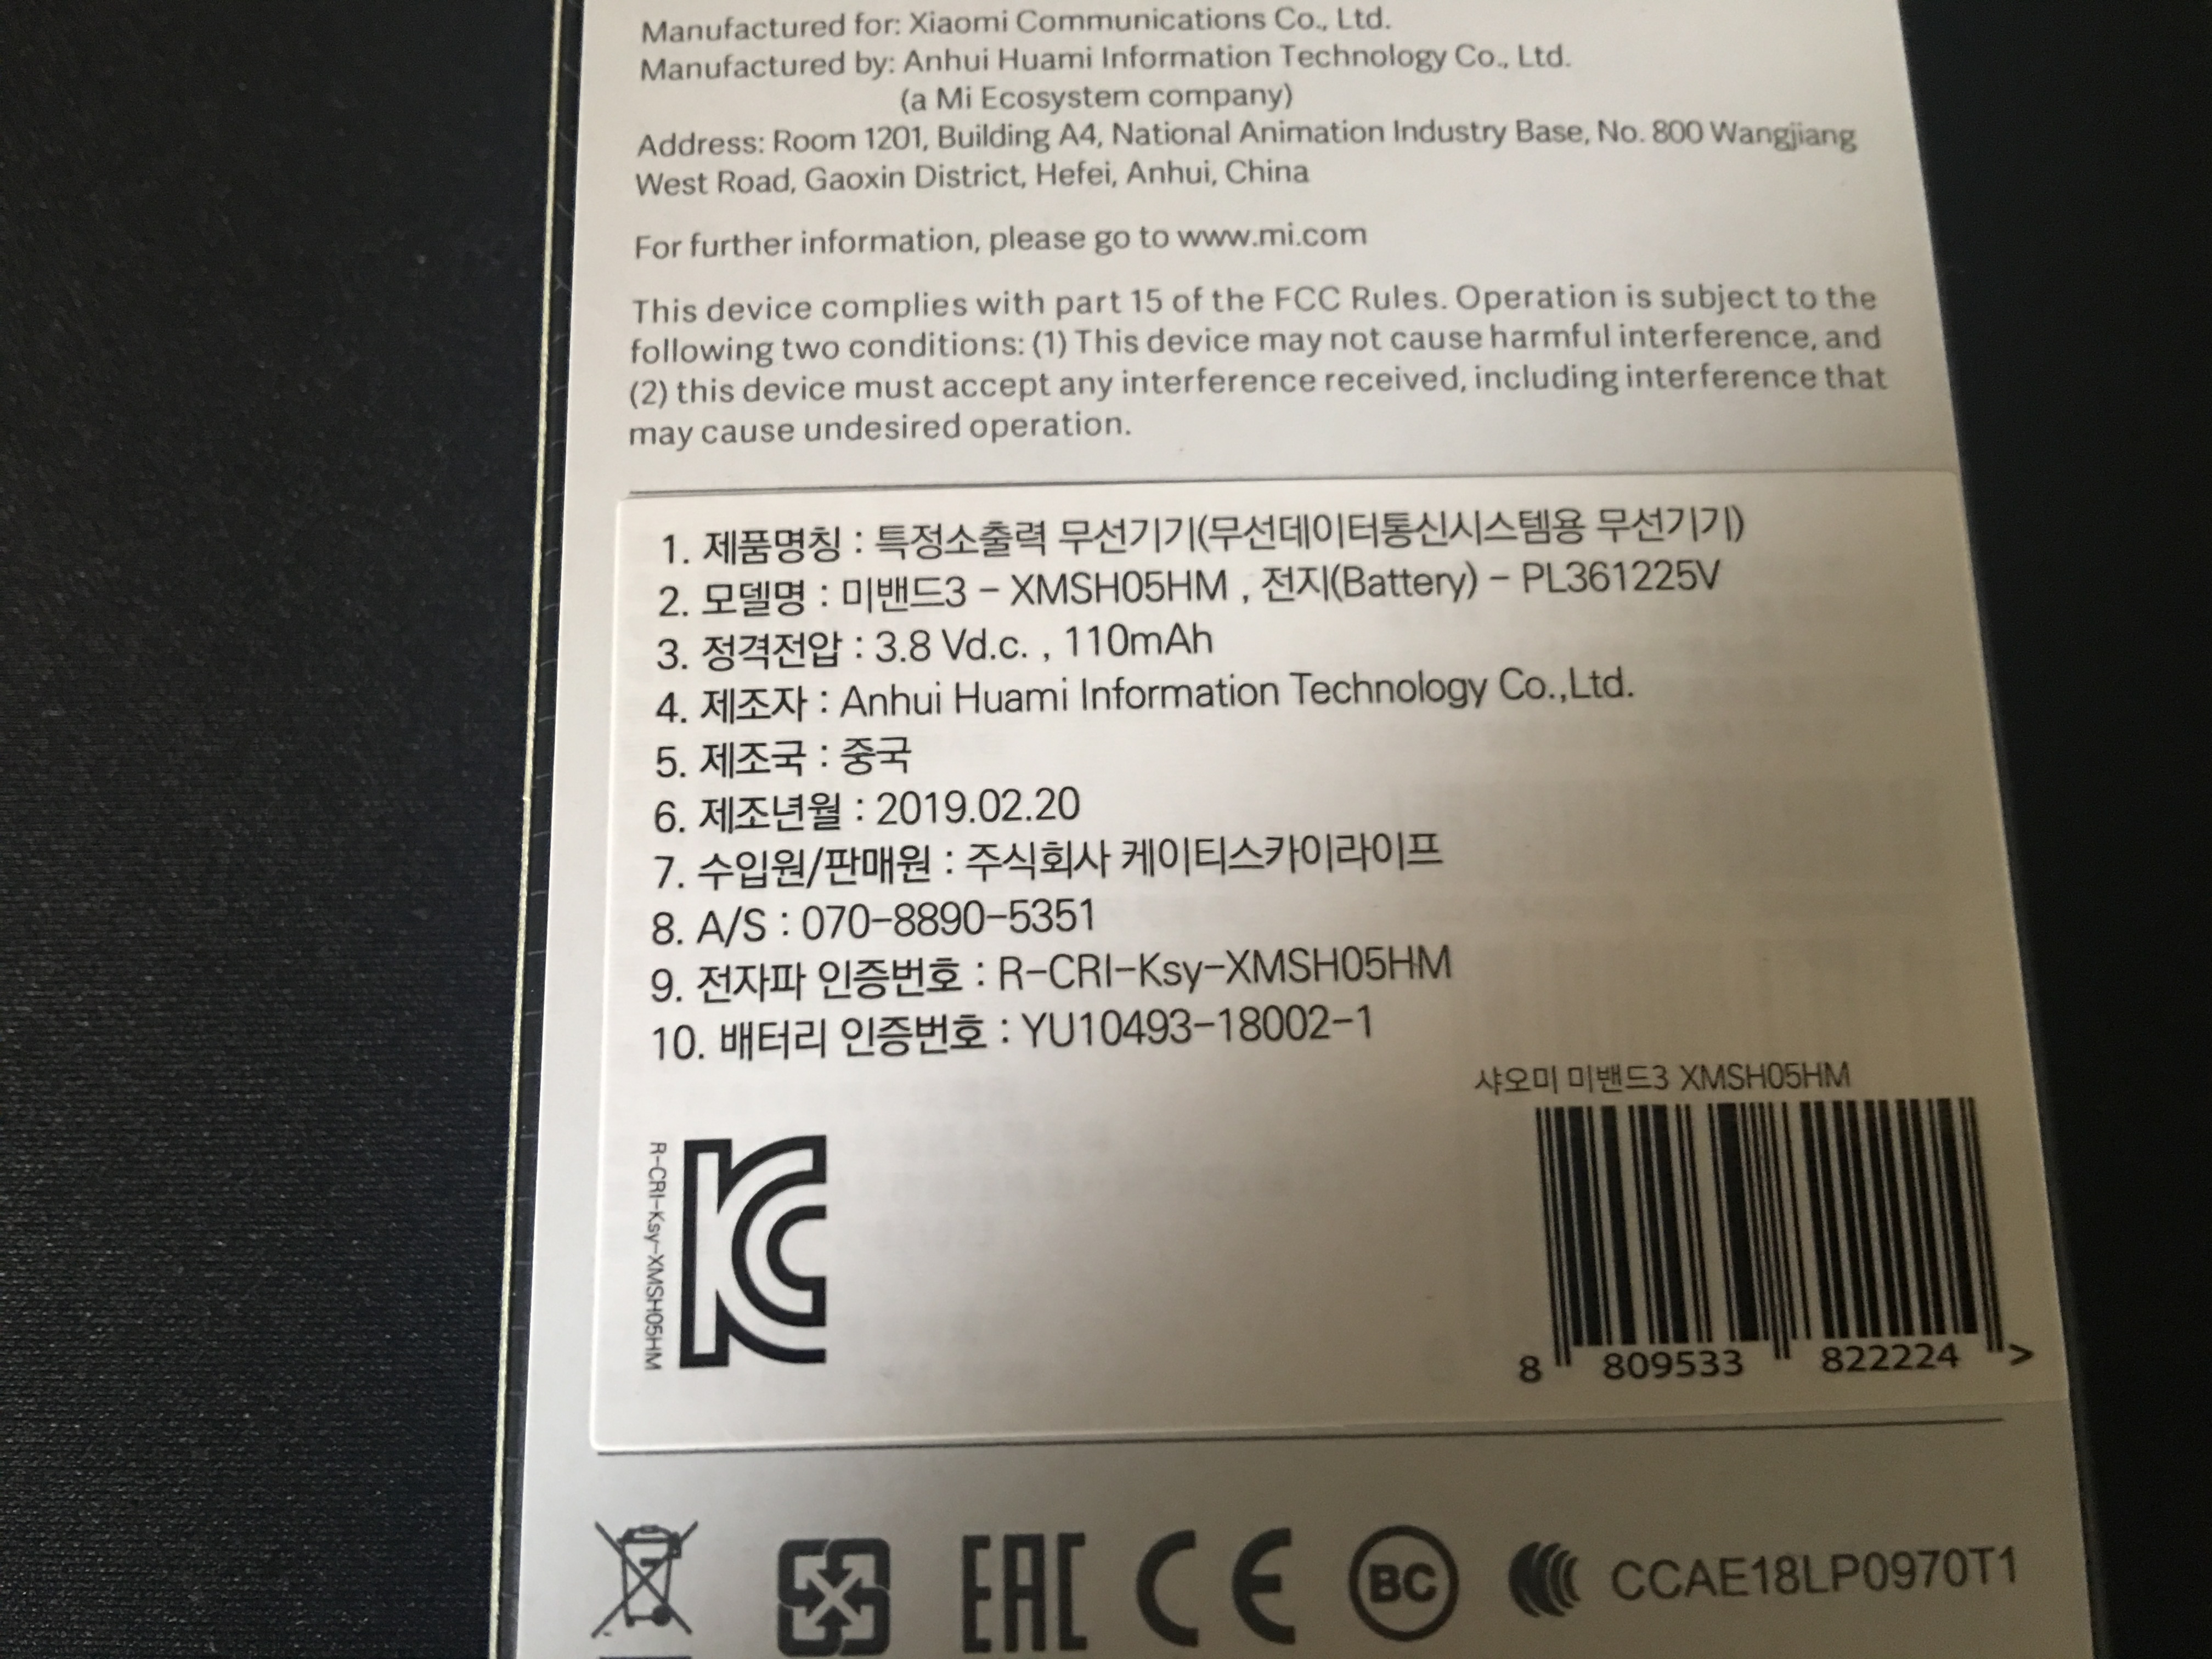 Manufactured for: Xiaomi Communications Co., Ltd.
Manufactured by: Anhui Huami Information Technology Co., Ltd.
(a Mi Ecosystem company)
Address: Room 1201, Building A4, National Animation Industry Base, No. 800 Wangjiang
West Road, Gaoxin District, Hefei, Anhui, China
For further information, please go to www.mi.com
This device complies with part 15 of the FCC Rules. Operation is subject to the
following two conditions: (1) This device may not cause harmful interference, and
(2) this device must accept any interference received, including interference that
may cause undesired operation.
1. 제품명칭 : 특정소출력 무선기기(무선데이터통신시스템용 무선기기)
2. 모델명 : 미밴드3 - XMSH05HM , 전지(Battery) - PL361225V
3. 정격전압 : 3.8 Vd.c. , 110mAh
4. 제조자 : Anhui Huami Information Technology Co.,Ltd.
5. 제조국 : 중국
6. 제조년월 : 2019.02.20
7. 수입원/판매원 : 주식회사 케이티스카이라이프
8. A/S : 070-8890-5351
9. 전자파 인증번호 : R-CRI-Ksy-XMSH05HM
10. 배터리 인증번호 : YU10493-18002-1
샤오미 미밴드3 XMSH05HM
R-CRI-Ksy-XMSH05HM
8 809533 822224 >
EAC CE BC CCAE18LP0970T1